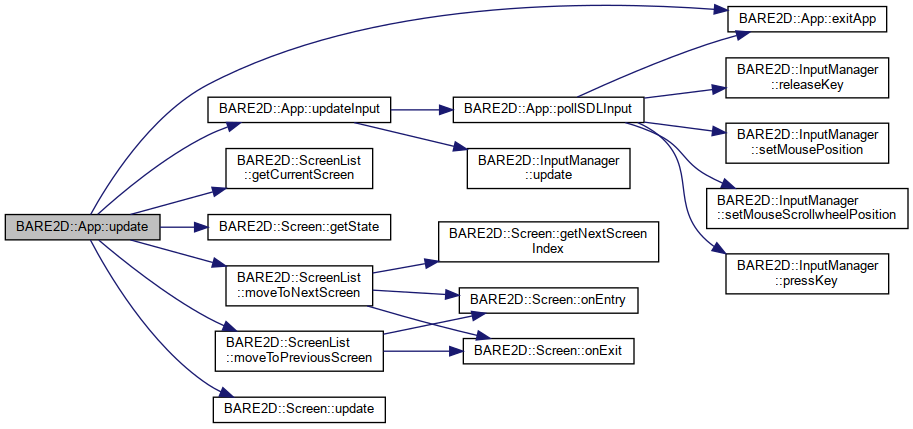 BARE2D::App::update
BARE2D::App::updateInput
BARE2D::ScreenList
::getCurrentScreen
BARE2D::Screen::getState
BARE2D::ScreenList
::moveToNextScreen
BARE2D::ScreenList
::moveToPreviousScreen
BARE2D::Screen::update
BARE2D::App::pollSDLInput
BARE2D::InputManager
::update
BARE2D::Screen::getNextScreen
Index
BARE2D::Screen::onEntry
BARE2D::Screen::onExit
BARE2D::App::exitApp
BARE2D::InputManager
::releaseKey
BARE2D::InputManager
::setMousePosition
BARE2D::InputManager
::setMouseScrollwheelPosition
BARE2D::InputManager
::pressKey